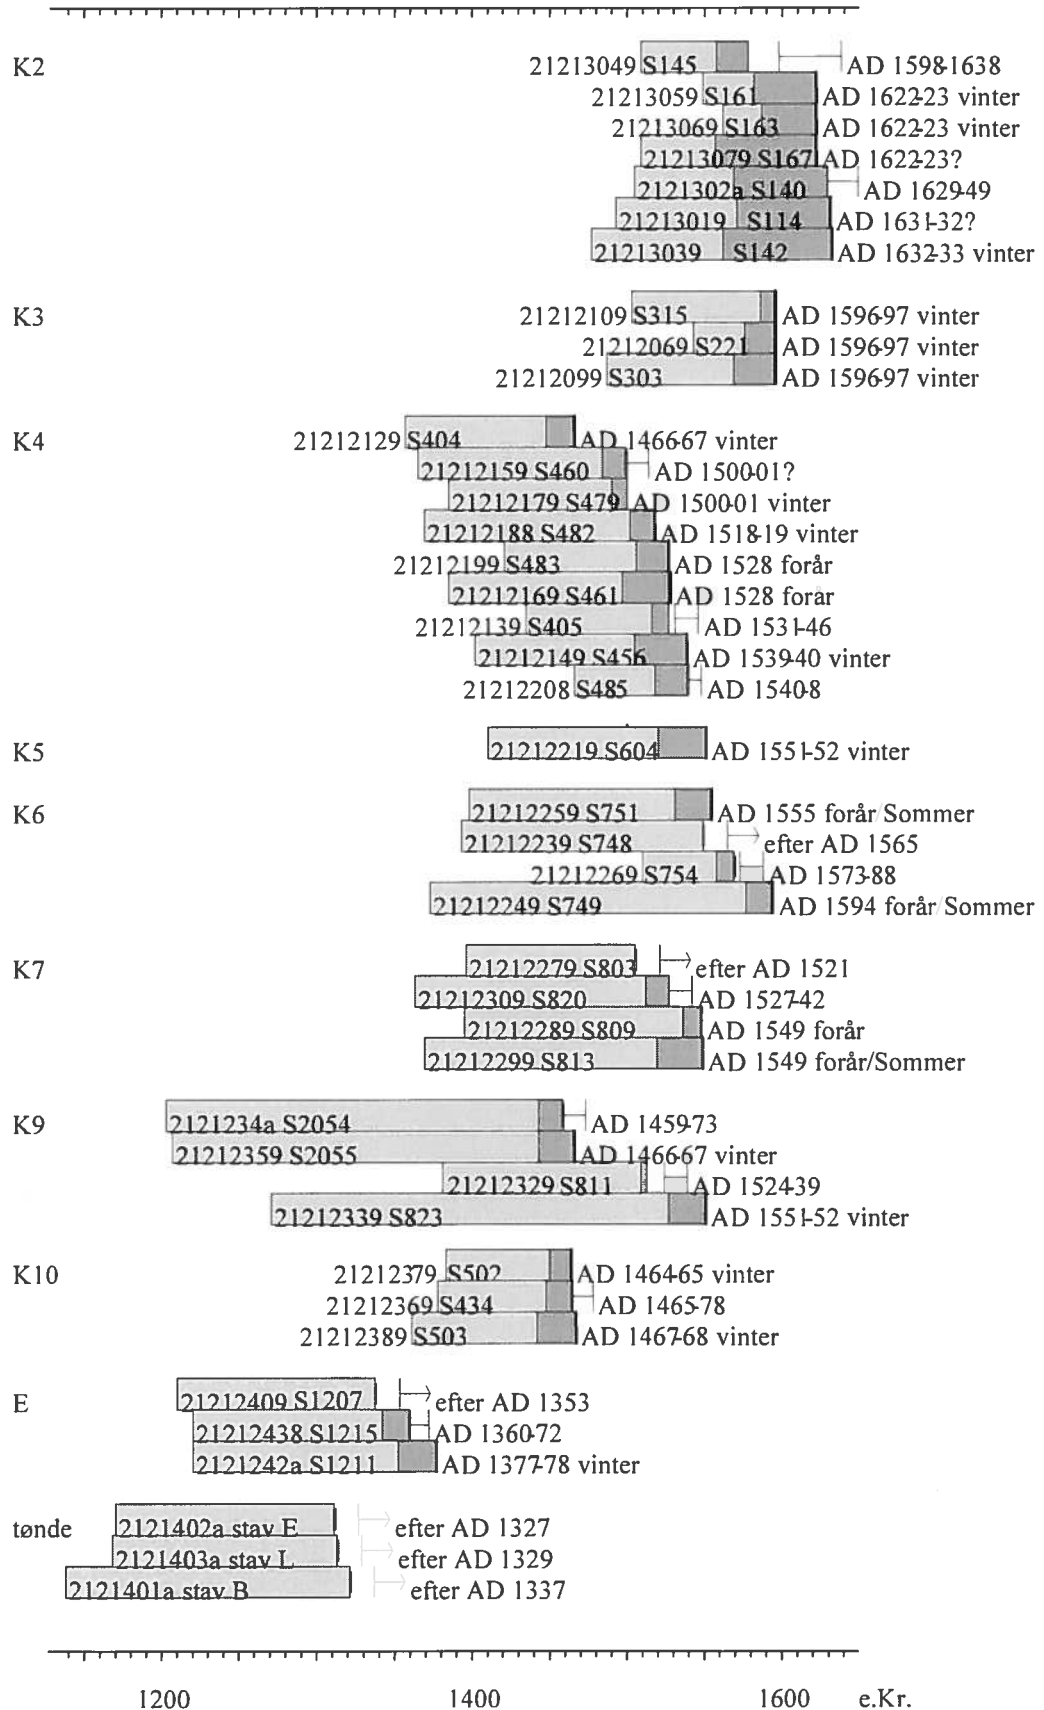 K2
21213049 S145 AD 1598-1638
21213059 S161 AD 1622-23 vinter
21213069 S163 AD 1622-23 vinter
21213079 S167 AD 1622-23?
2121302a S140 AD 1629-49
21213019 S114 AD 1631-32?
21213039 S142 AD 1632-33 vinter
K3
21212109 S315 AD 1596-97 vinter
21212069 S221 AD 1596-97 vinter
21212099 S303 AD 1596-97 vinter
K4
21212129 S404 AD 1466-67 vinter
21212159 S460 AD 1500-01?
21212179 S479 AD 1500-01 vinter
21212188 S482 AD 1518-19 vinter
21212199 S483 AD 1528 forår
21212169 S461 AD 1528 forår
21212139 S405 AD 1531-46
21212149 S456 AD 1539-40 vinter
21212208 S485 AD 1540-8
K5
21212219 S604 AD 1551-52 vinter
K6
21212259 S751 AD 1555 forår/Sommer
21212239 S748 efter AD 1565
21212269 S754 AD 1573-88
21212249 S749 AD 1594 forår/Sommer
K7
21212279 S803 efter AD 1521
21212309 S820 AD 1527-42
21212289 S809 AD 1549 forår
21212299 S813 AD 1549 forår/Sommer
K9
2121234a S2054 AD 1459-73
21212359 S2055 AD 1466-67 vinter
21212329 S811 AD 1524-39
21212339 S823 AD 1551-52 vinter
K10
21212379 S502 AD 1464-65 vinter
21212369 S434 AD 1465-78
21212389 S503 AD 1467-68 vinter
E
21212409 S1207 efter AD 1353
21212438 S1215 AD 1360-72
2121242a S1211 AD 1377-78 vinter
tønde
2121402a stav E efter AD 1327
2121403a stav L efter AD 1329
2121401a stav B efter AD 1337
1200 1400 1600 e.Kr.